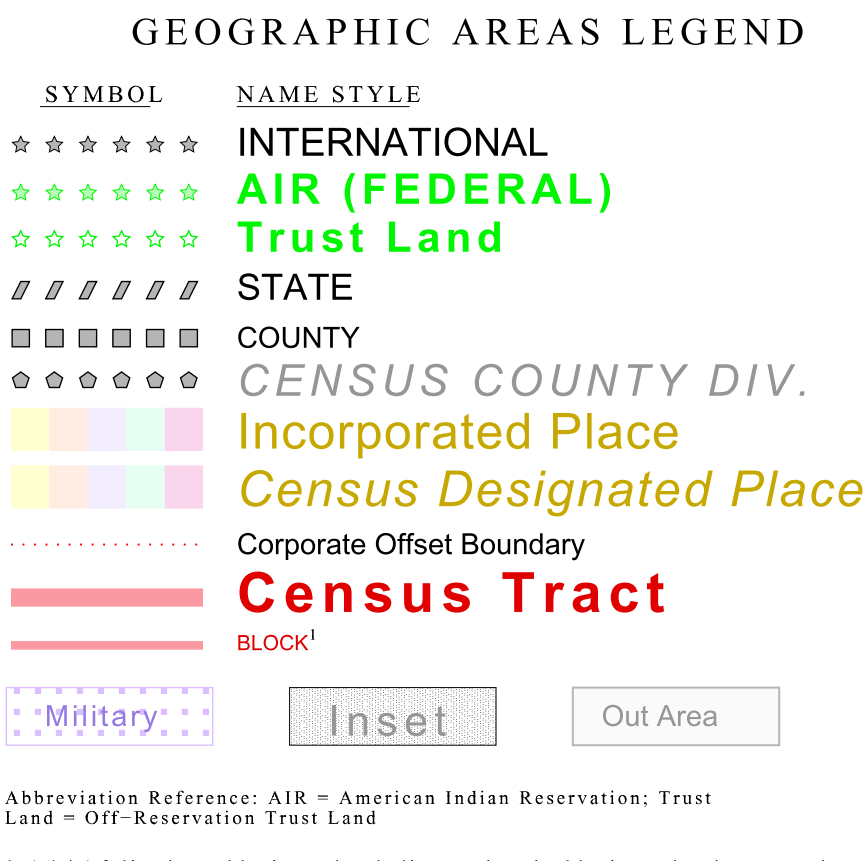 GEOGRAPHIC AREAS LEGEND
SYMBOL NAME STYLE
INTERNATIONAL
AIR (FEDERAL)
Trust Land
STATE
COUNTY
CENSUS COUNTY DIV.
Incorporated Place
Census Designated Place
Corporate Offset Boundary
Census Tract
BLOCK¹
Military Inset Out Area
Abbreviation Reference: AIR = American Indian Reservation; Trust
Land = Off−Reservation Trust Land